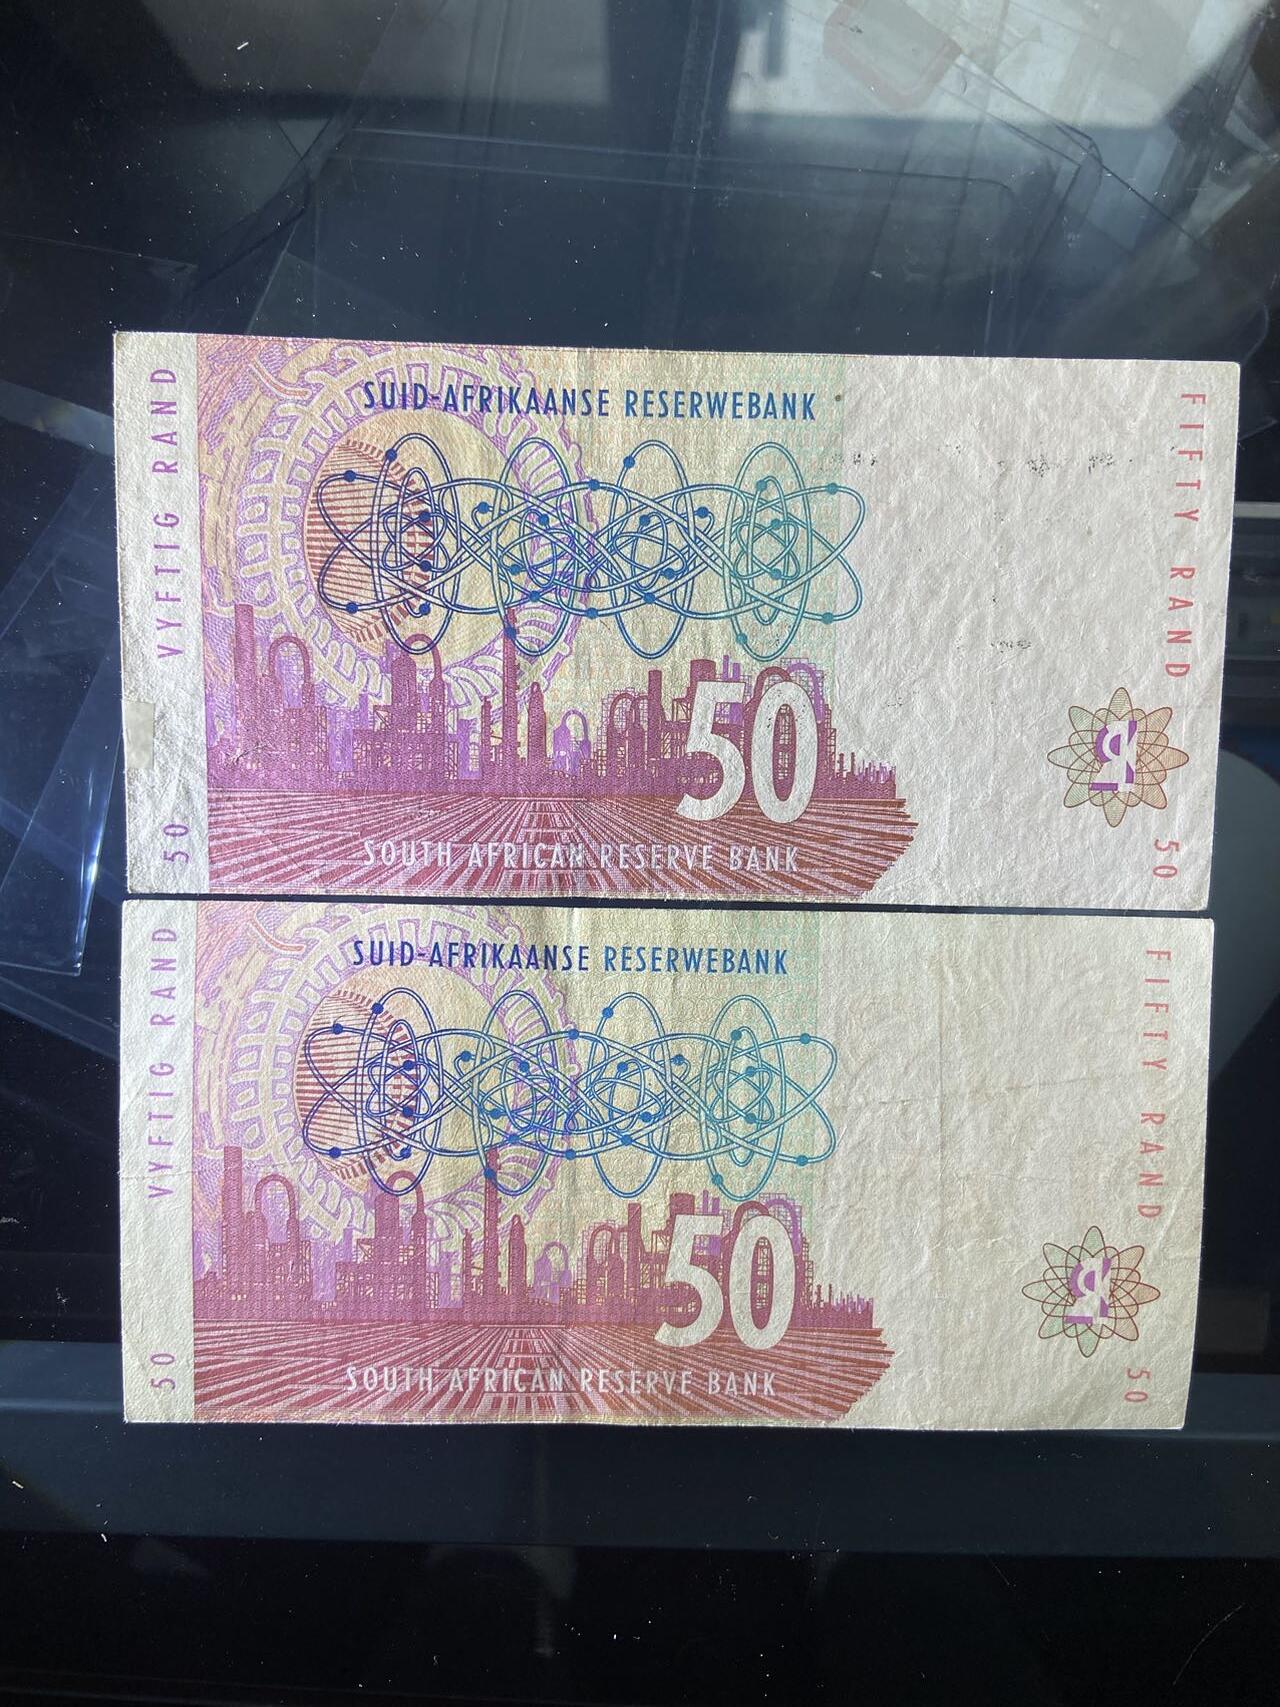 VYFTIG RAND
50
SUID-AFRIKAANSE RESERWEBANK
50
SOUTH AFRICAN RESERVE BANK
FIFTY RAND
50
VYFTIG RAND
50
SUID-AFRIKAANSE RESERWEBANK
50
SOUTH AFRICAN RESERVE BANK
FIFTY RAND
50